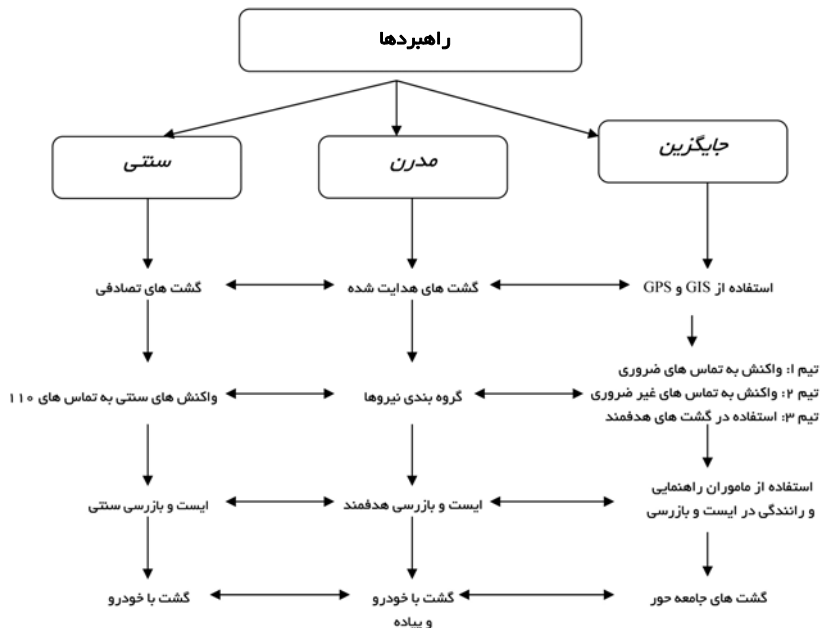 راهبردها
جایگزین
مدرن
سنتی
استفاده از GIS و GPS
گشت های هدایت شده
گشت های تصادفی
تیم ۱: واکنش به تماس های ضروری
تیم ۲: واکنش به تماس های غیر ضروری
تیم ۳: استفاده در گشت های هدفمند
گروه بندی نیروها
واکنش های سنتی به تماس های ۱۱۰
استفاده از ماموران راهنمایی
و رانندگی در ایست و بازرسی
ایست و بازرسی هدفمند
ایست و بازرسی سنتی
گشت های جامعه حور
گشت با خودرو
و پیاده
گشت با خودرو